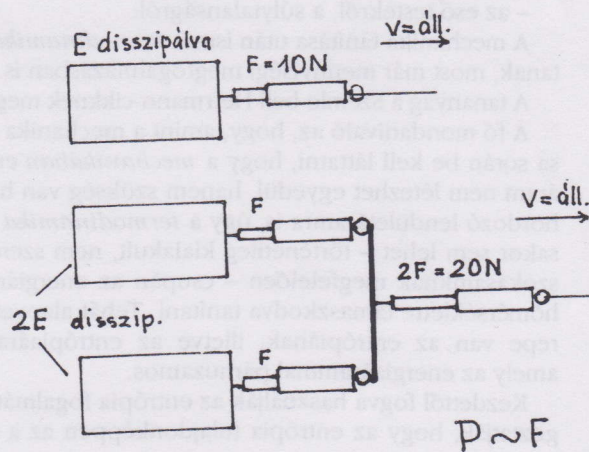 E disszipálva
v=áll.
F=10N
v=áll.
F
2F=20N
2E disszip.
F
P~F